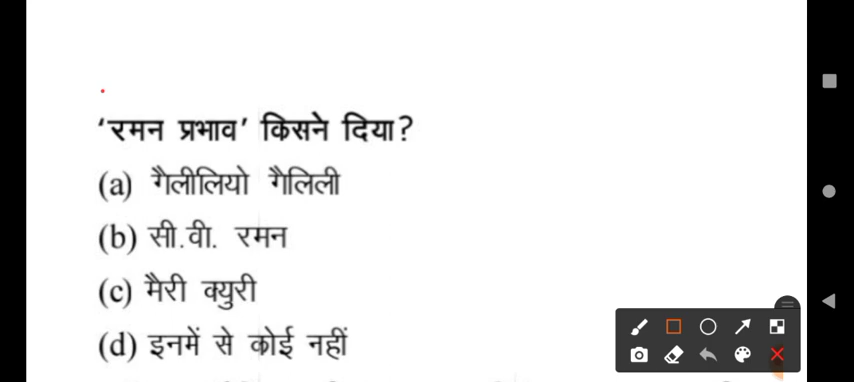 ‘रमन प्रभाव’ किसने दिया?
(a) गैलीलियो गैलिली
(b) सी.वी. रमन
(c) मैरी क्युरी
(d) इनमें से कोई नहीं